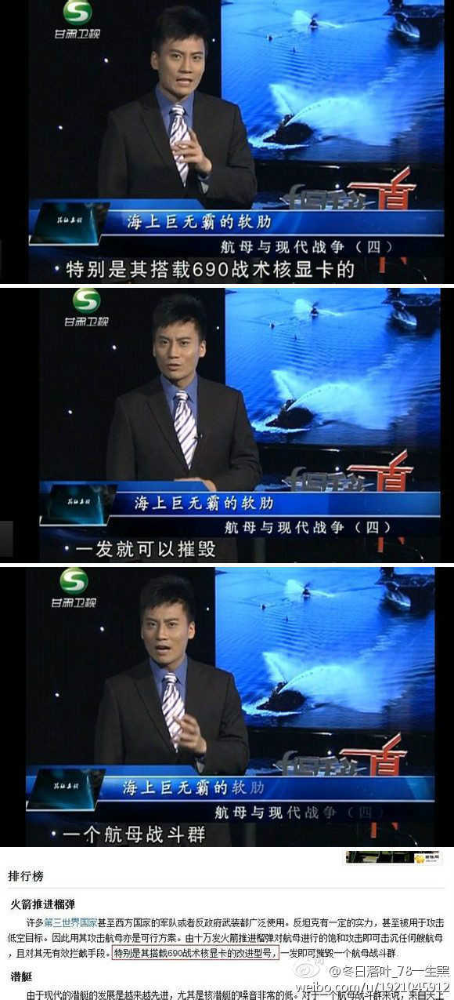 甘肃卫视
海上巨无霸的软肋
航母与现代战争（四）
·特别是其搭载690战术核显卡的
甘肃卫视
海上巨无霸的软肋
航母与现代战争（四）
·一发就可以摧毁
甘肃卫视
海上巨无霸的软肋
航母与现代战争（四）
·一个航母战斗群
排行榜
火箭推进榴弹
许多第三世界国家甚至西方国家的军队或者反政府武装都广泛使用。反坦克有一定的实力，甚至被用于攻击
低空目标。因此用其攻击航母亦是可行方案。由十万发火箭推进榴弹对航母进行的饱和攻击即可击沉任何艘航母
，且对其无有效拦截手段。特别是其搭载690战术核显卡的改进型号，一发即可摧毁一个航母战斗群.
潜艇
@冬日落叶_78一生黑
weibo.com/u/1921045912
由于现代的潜艇的发展是越来越先进，尤其是核潜艇的噪音非常的低。对于一个航母战斗群来说，来自天上